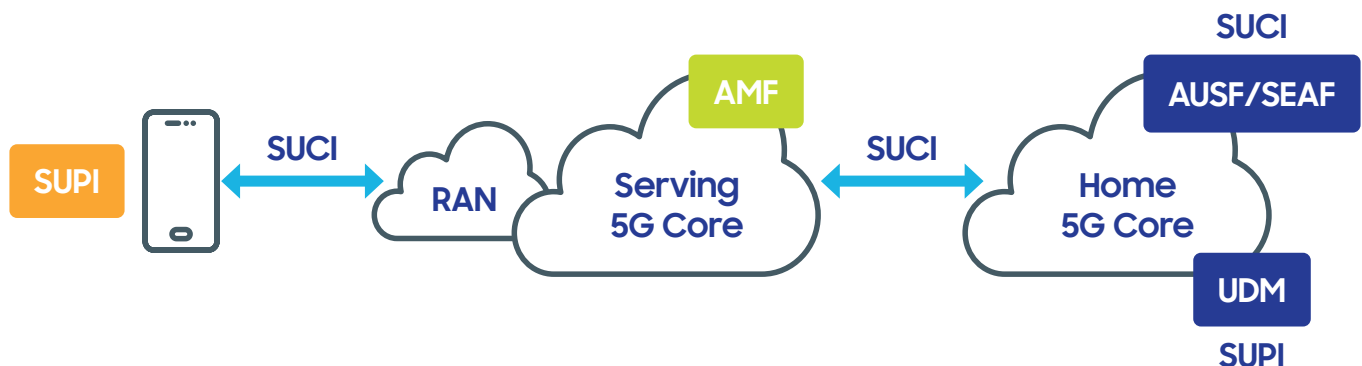 SUPI
SUCI
RAN
AMF
Serving
5G Core
SUCI
SUCI
AUSF/SEAF
Home
5G Core
UDM
SUPI